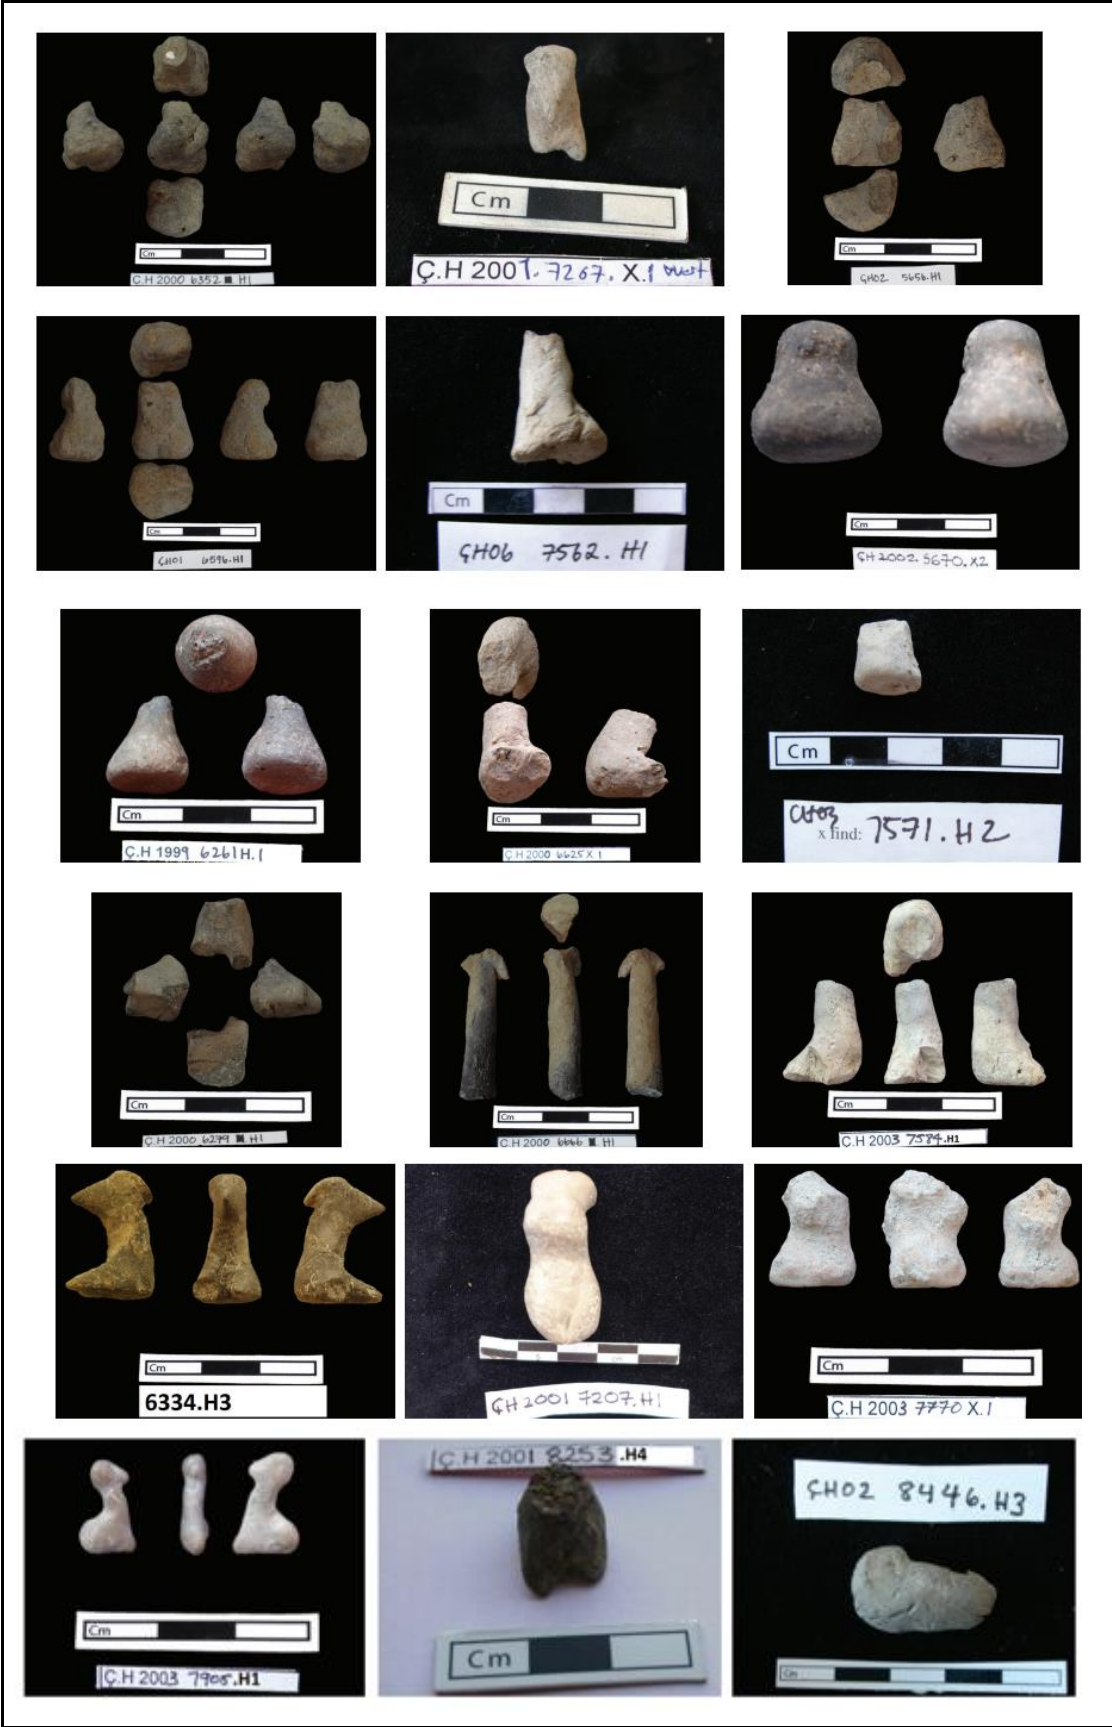 Cm
Ç.H 2000 6352 H1
Cm
Ç.H 2001. 7267. X.1
Cm
ÇH02 5656.H1
Cm
ÇH01 6596.H1
Cm
ÇH06 7562.H1
Cm
ÇH 2002. 5670. X2
Cm
Ç.H 1999 6261 H.1
Cm
Ç.H 2000 6625 X.1
Cm
CH03
x find: 7571.H2
Cm
Ç.H 2000 6279 H1
Cm
Ç.H 2000 6666 H1
Cm
Ç.H 2003 7584.H1
Cm
6334.H3
ÇH 2001 7207.H1
Cm
Ç.H 2003 7770 X.1
Cm
Ç.H 2003 7905.H1
Ç.H 2001 8253.H4
Cm
ÇH02 8446.H3
Cm